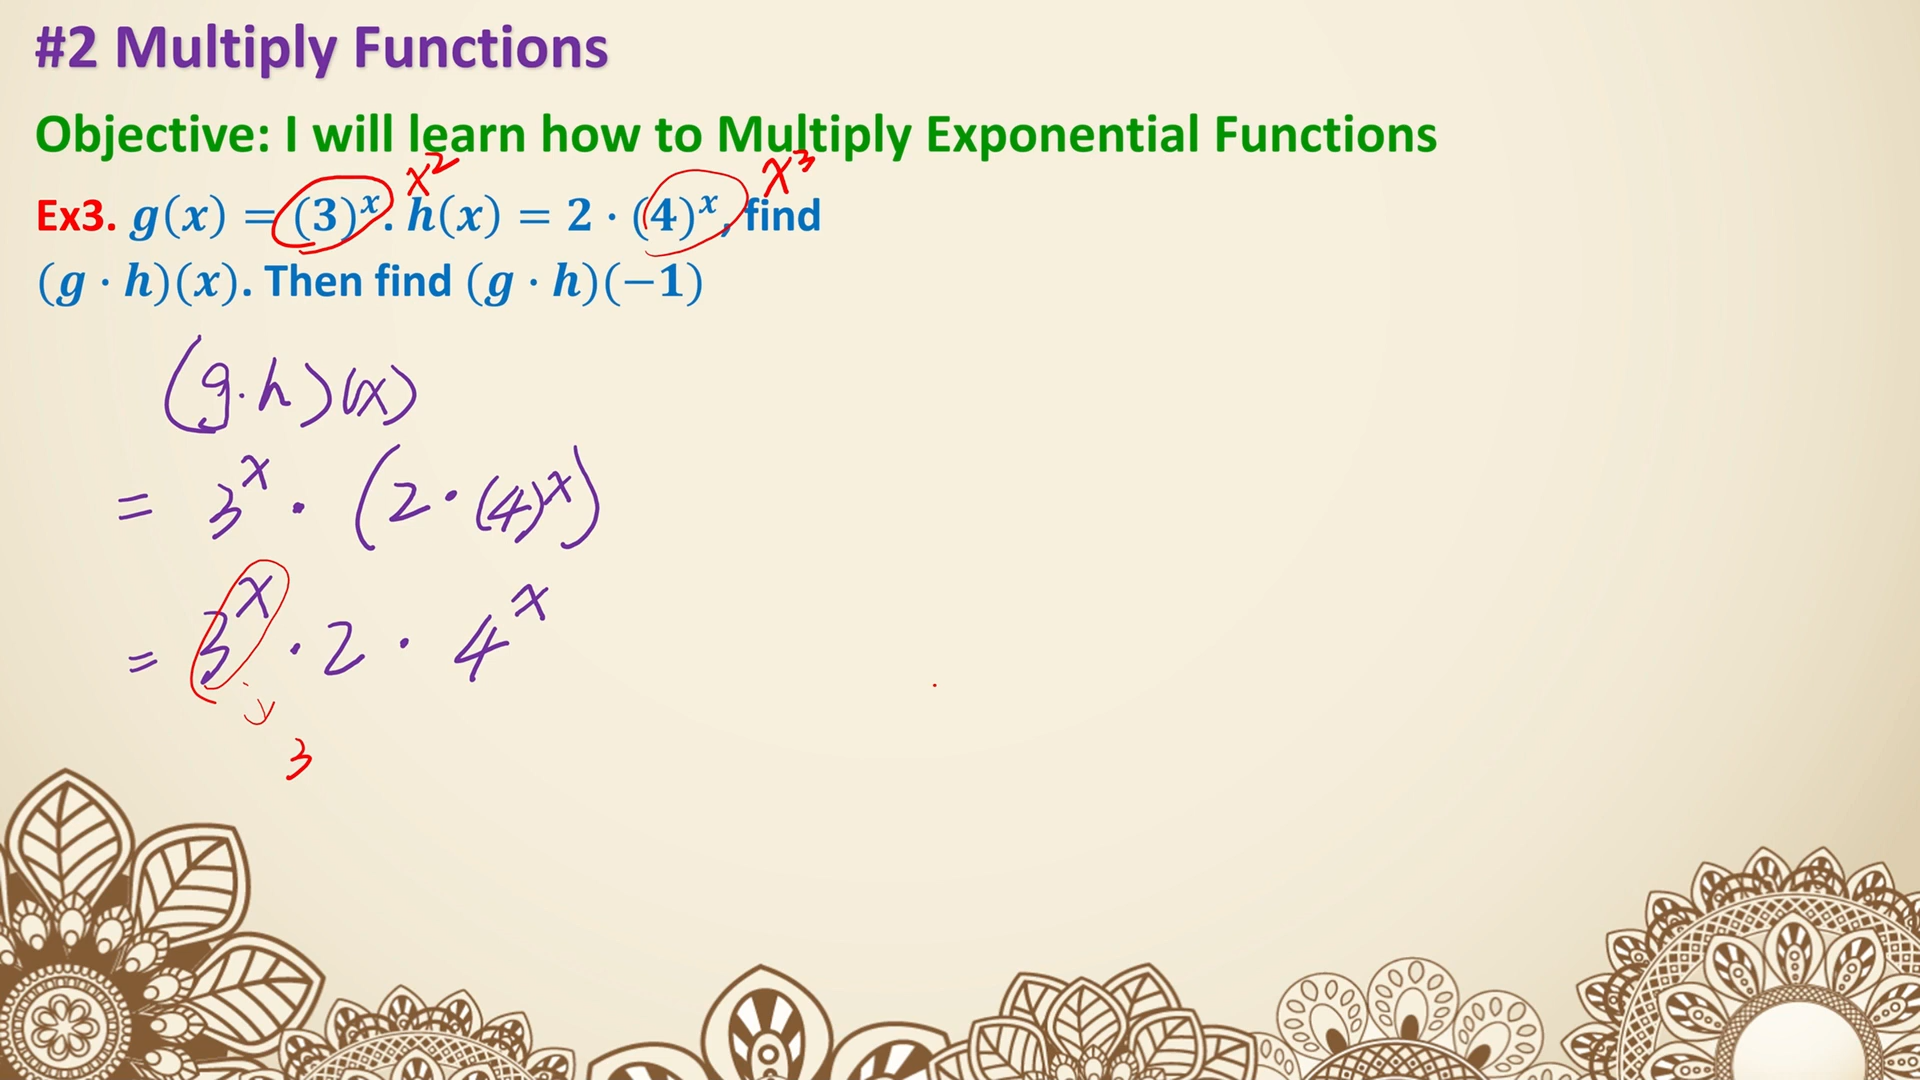 #2 Multiply Functions
Objective: I will learn how to Multiply Exponential Functions
x² x³
Ex3. g(x) = (3)ˣ. h(x) = 2 · (4)ˣ, find
(g · h)(x). Then find (g · h)(−1)
(g·h)(x)
= 3ˣ · (2·(4)ˣ)
= 3ˣ · 2 · 4ˣ
3